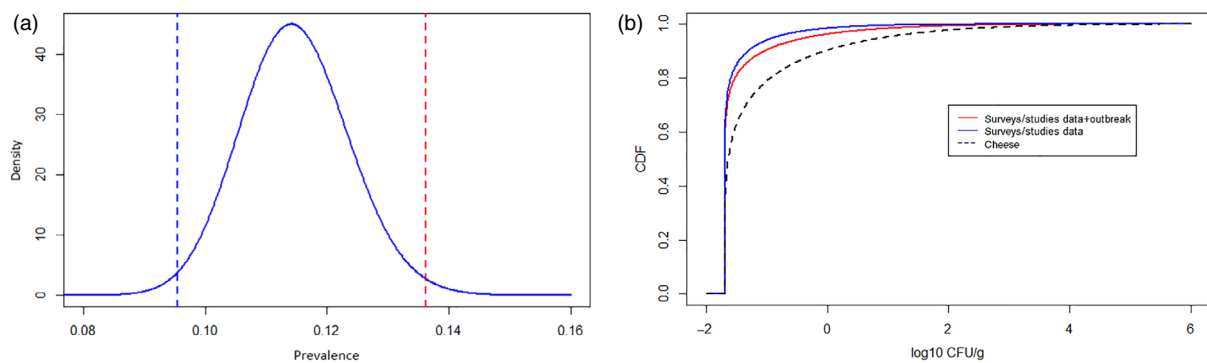 (a)
Density
40
30
20
10
0
0.08 0.10 0.12 0.14 0.16
Prevalence
(b)
CDF
1.0
0.8
0.6
0.4
0.2
0.0
−2 0 2 4 6
log10 CFU/g
Surveys/studies data+outbreak
Surveys/studies data
Cheese